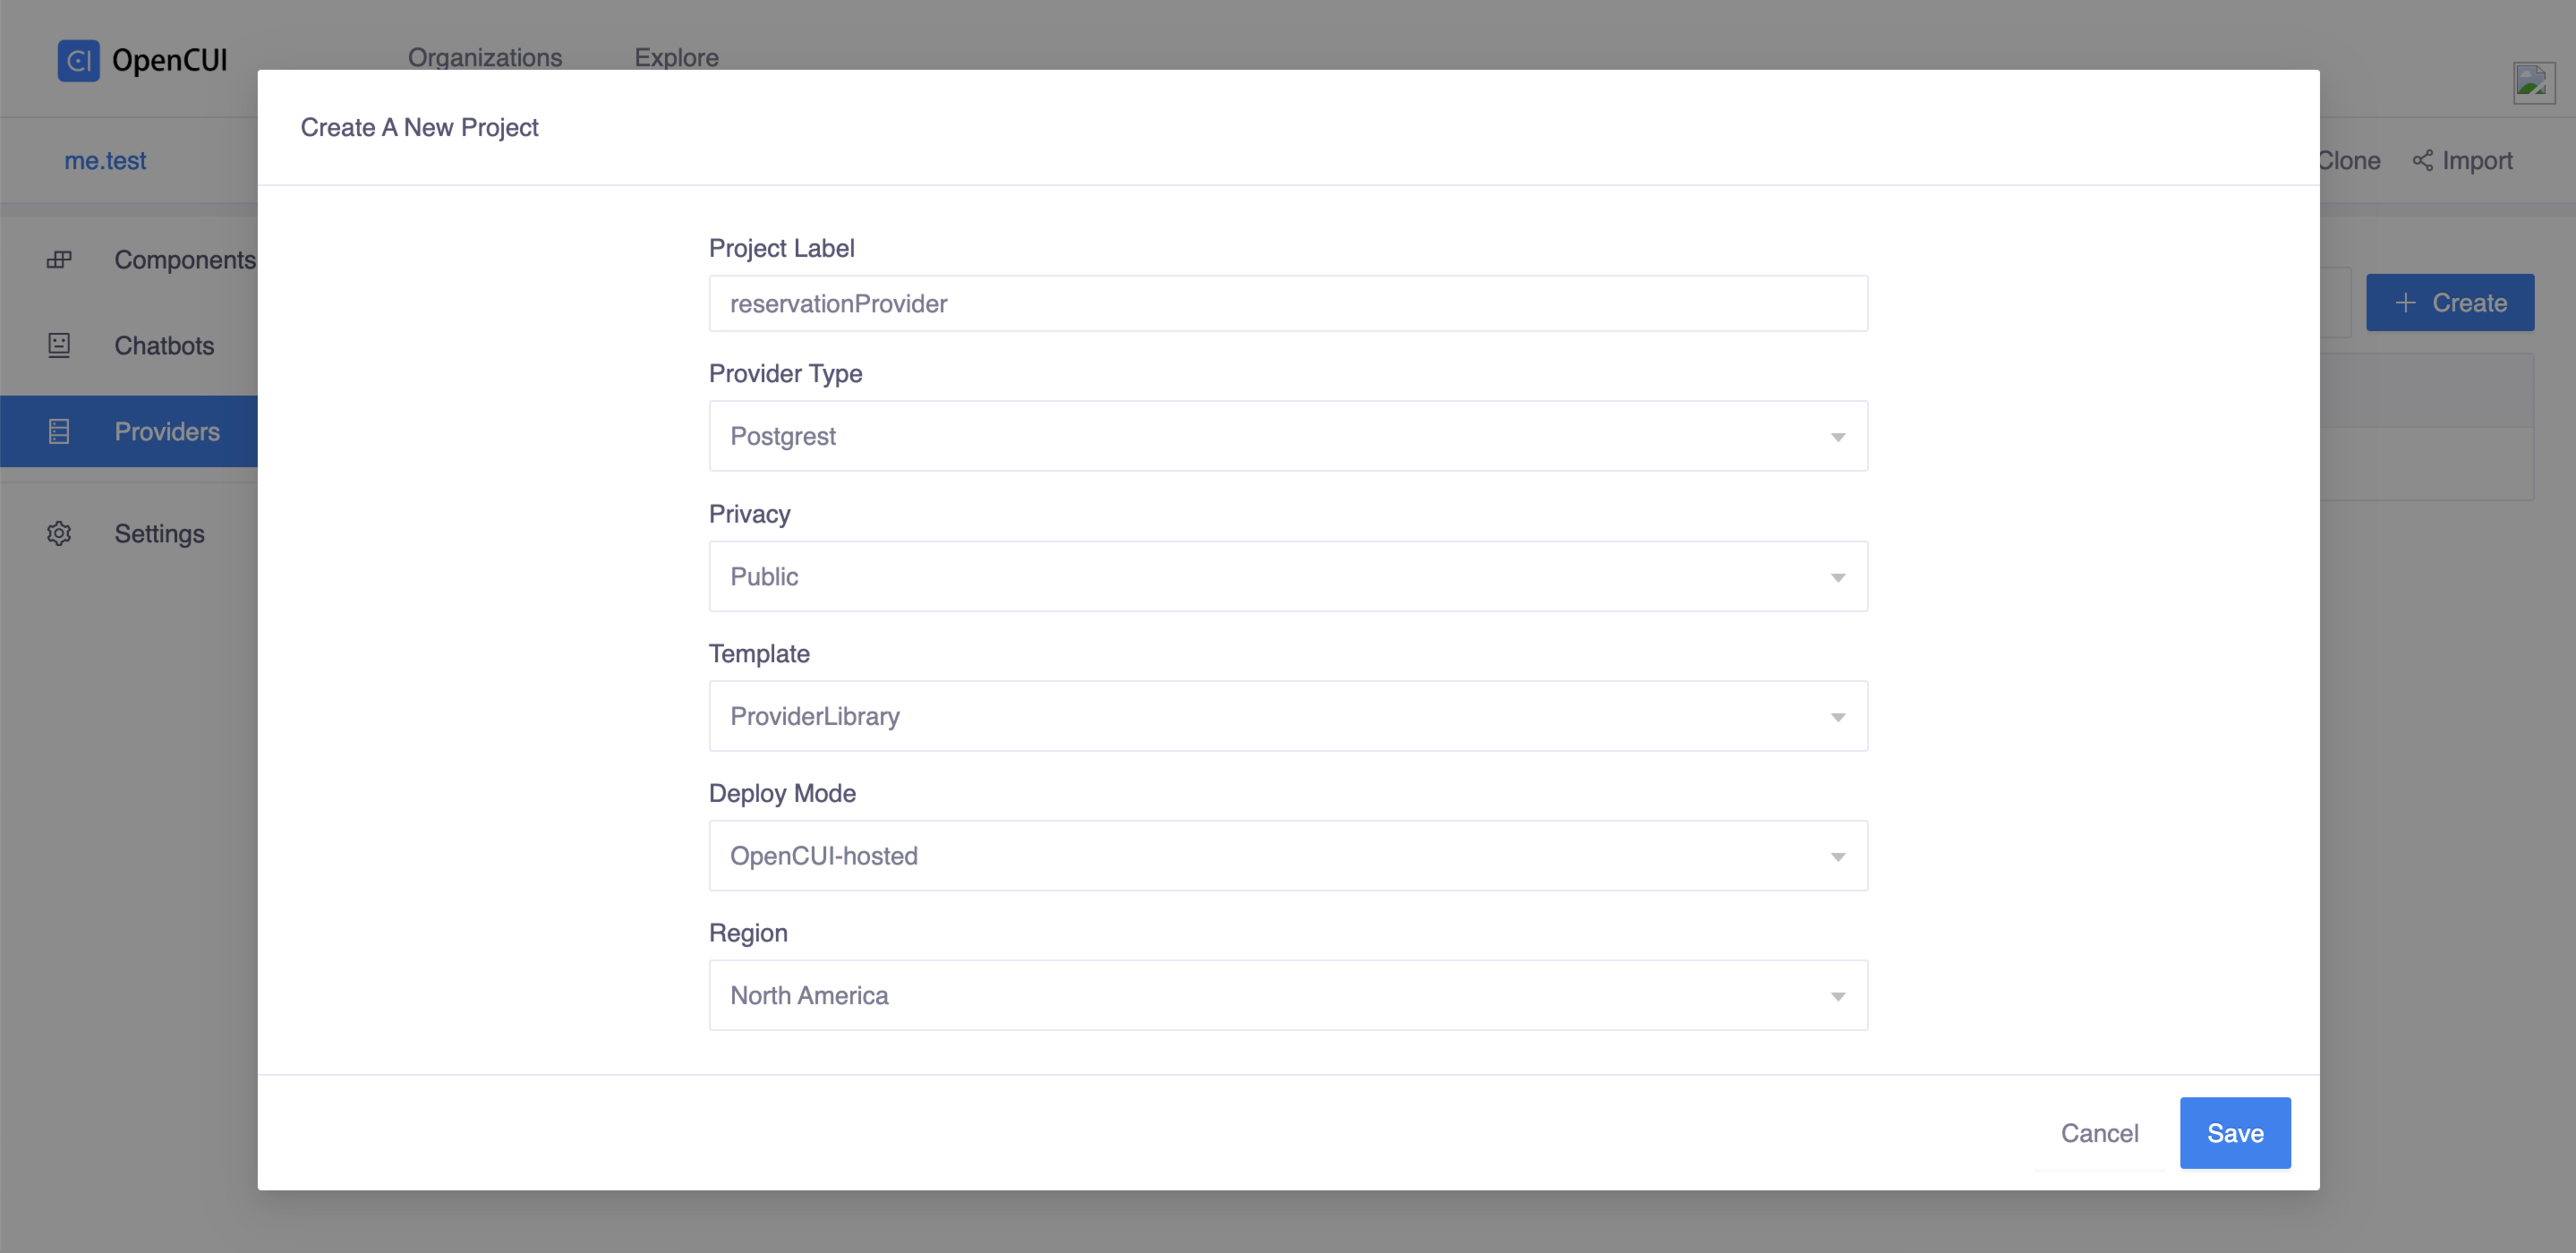 CI OpenCUI
Organizations
Explore
Create A New Project
me.test
Clone
Import
Components
Chatbots
Providers
Settings
Project Label
reservationProvider
Provider Type
Postgrest
Privacy
Public
Template
ProviderLibrary
Deploy Mode
OpenCUI-hosted
Region
North America
+ Create
Cancel
Save